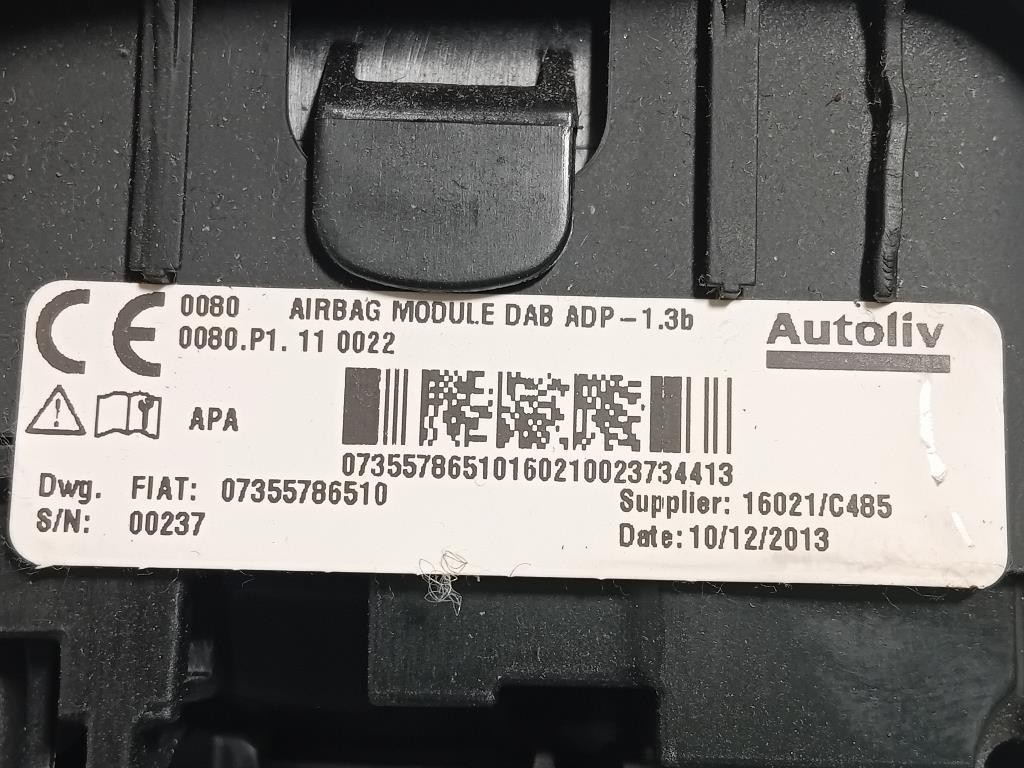 CE 0080 AIRBAG MODULE DAB ADP-1.3b
0080.P1. 11 0022
Autoliv
APA
07355786510160210023734413
Dwg. FIAT: 07355786510
Supplier: 16021/C485
S/N: 00237
Date: 10/12/2013